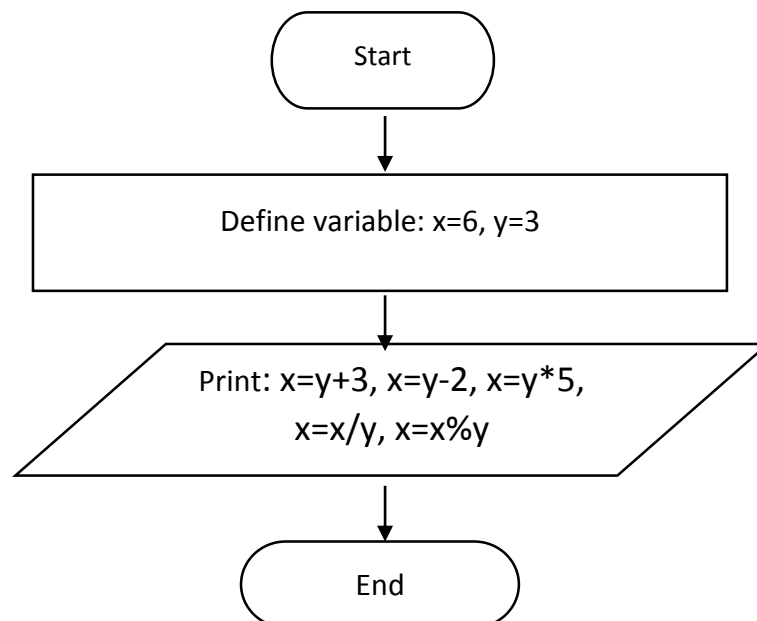 Start
Define variable: x=6, y=3
Print: x=y+3, x=y-2, x=y*5,
x=x/y, x=x%y
End